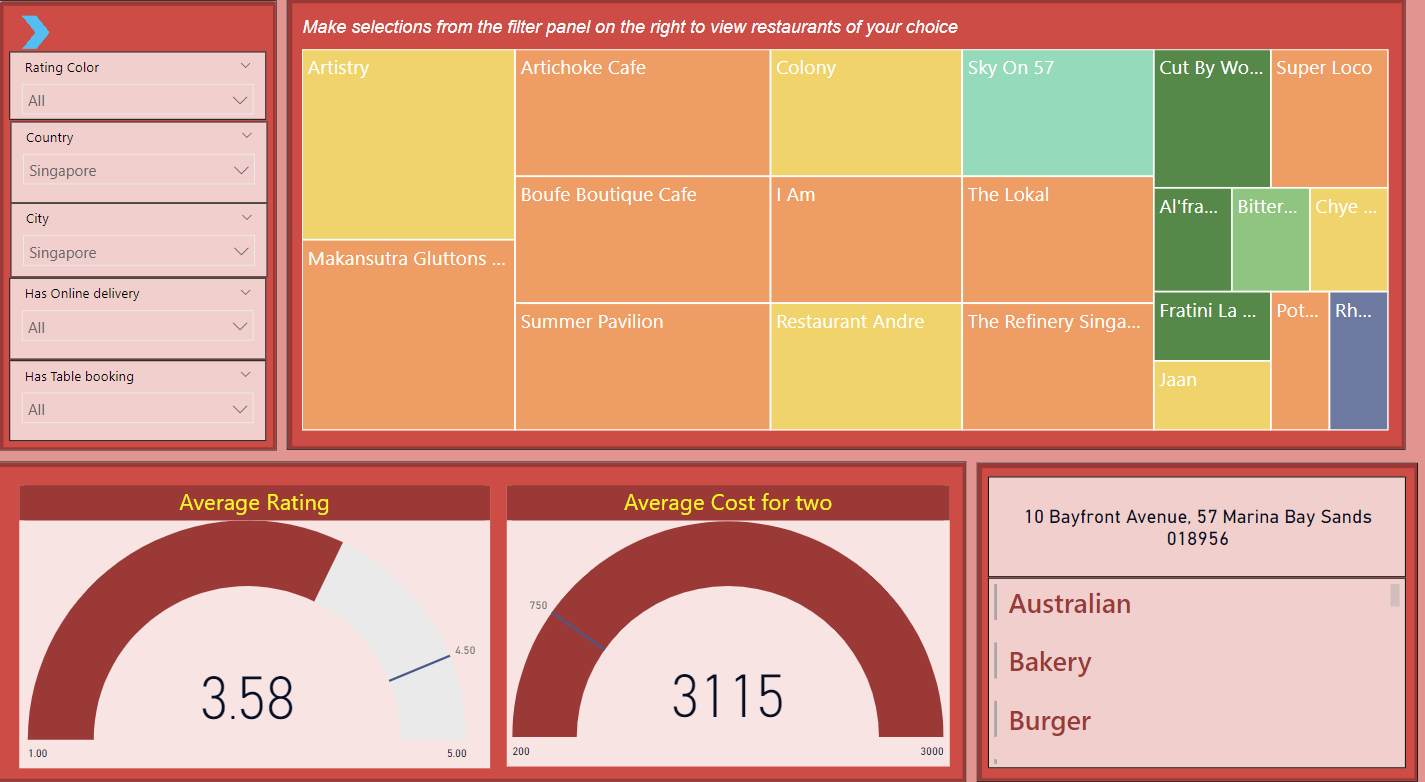 Make selections from the filter panel on the right to view restaurants of your choice
Rating Color
All
Country
Singapore
City
Singapore
Has Online delivery
All
Has Table booking
All
Artistry
Artichoke Cafe
Colony
Sky On 57
Cut By Wo...
Super Loco
Boufe Boutique Cafe
I Am
The Lokal
Al'fra...
Bitter...
Chye ...
Makansutra Gluttons ...
Summer Pavilion
Restaurant Andre
The Refinery Singa...
Fratini La ...
Pot...
Rh...
Jaan
Average Rating
4.50
3.58
1.00
5.00
Average Cost for two
750
3115
200
3000
10 Bayfront Avenue, 57 Marina Bay Sands
018956
Australian
Bakery
Burger